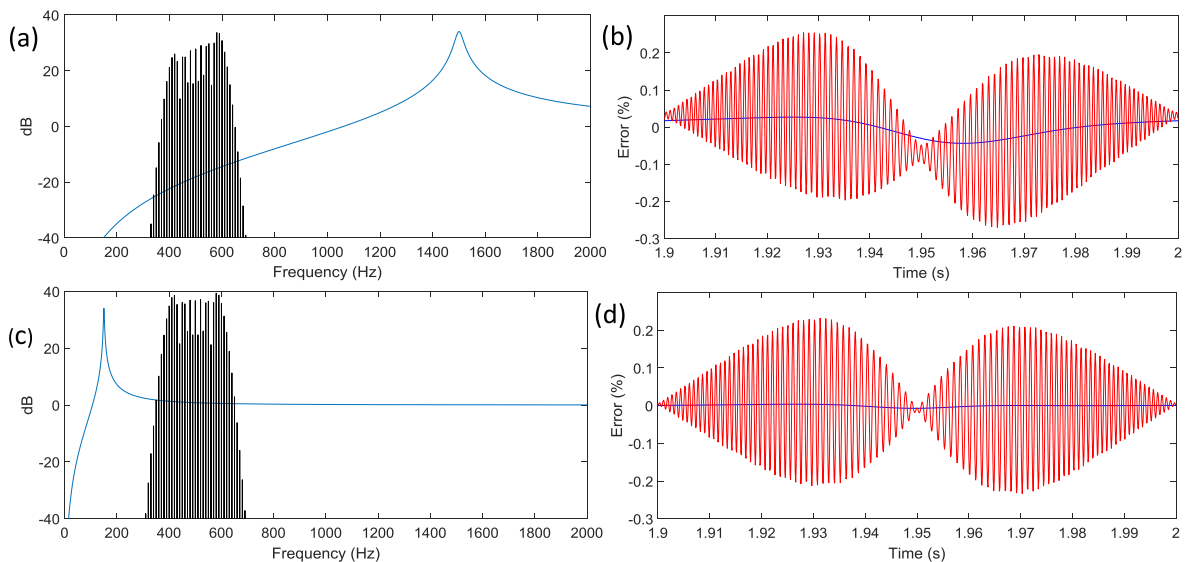 (a)
dB
40
20
0
-20
-40
0 200 400 600 800 1000 1200 1400 1600 1800 2000
Frequency (Hz)
(b)
Error (%)
0.2
0.1
0
-0.1
-0.2
-0.3
1.9 1.91 1.92 1.93 1.94 1.95 1.96 1.97 1.98 1.99 2
Time (s)
(c)
dB
40
20
0
-20
-40
0 200 400 600 800 1000 1200 1400 1600 1800 2000
Frequency (Hz)
(d)
Error (%)
0.2
0.1
0
-0.1
-0.2
-0.3
1.9 1.91 1.92 1.93 1.94 1.95 1.96 1.97 1.98 1.99 2
Time (s)